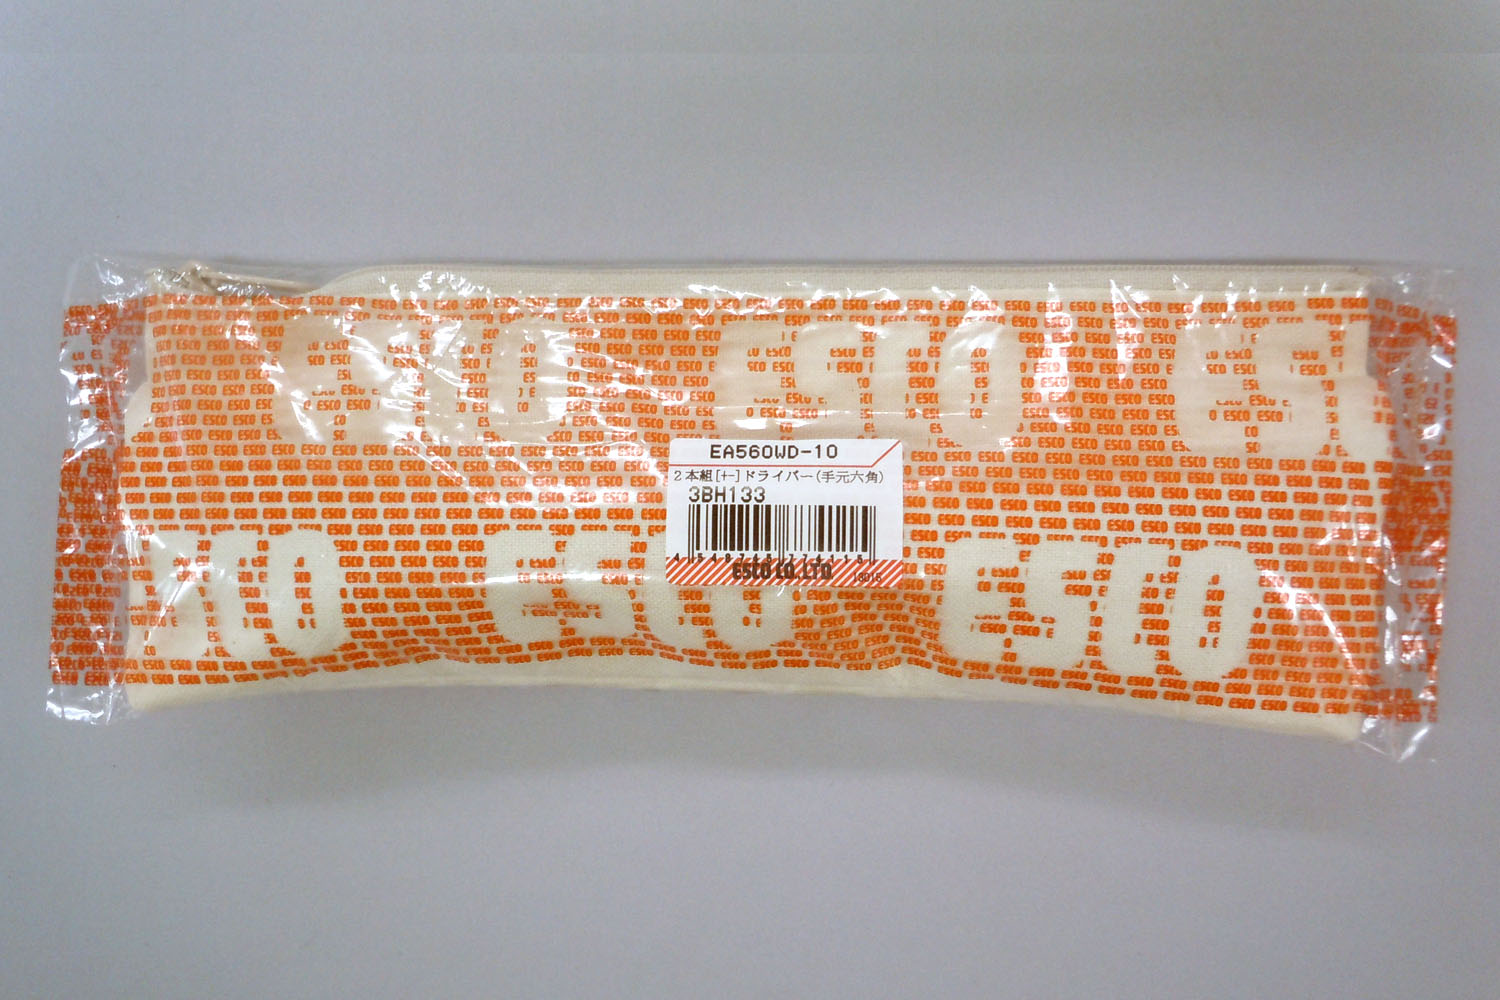 ESCO
EA560WD-10
2本組[+-]ドライバー(手元六角)
3BH133
ESCO CO.,LTD